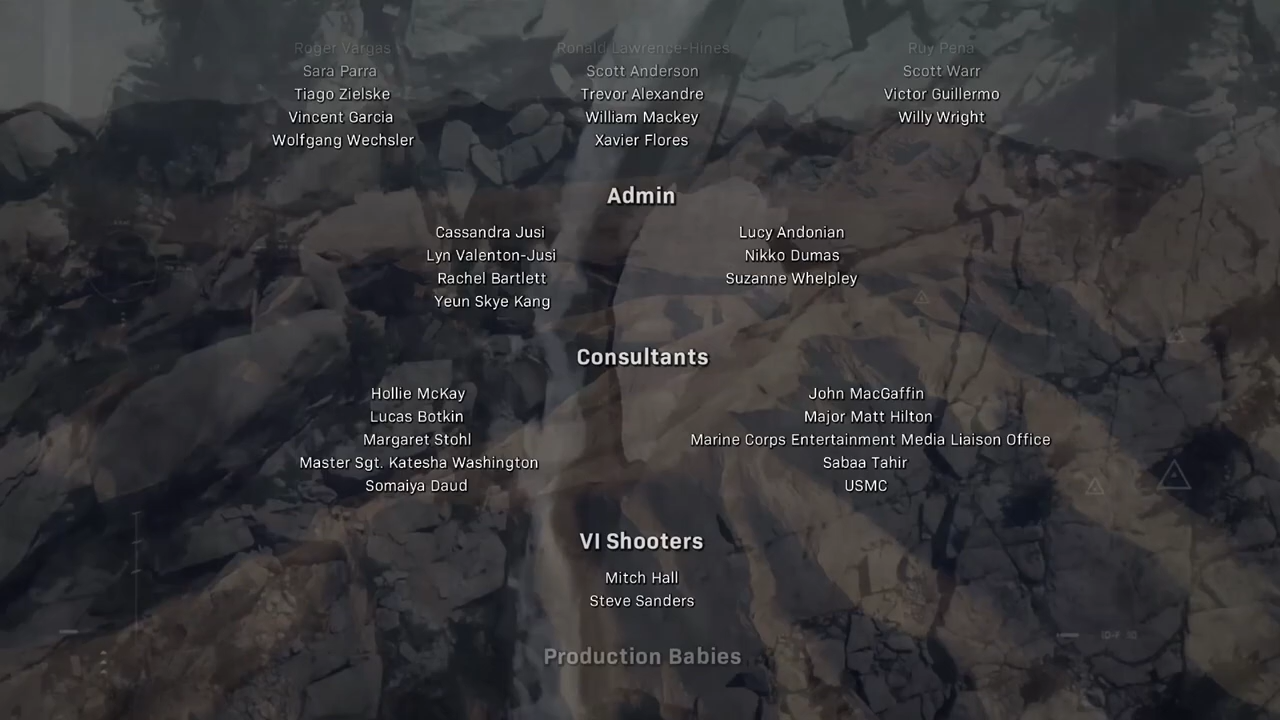 Roger Vargas Ronald Lawrence-Hines Ruy Pena
Sara Parra Scott Anderson Scott Warr
Tiago Zielske Trevor Alexandre Victor Guillermo
Vincent Garcia William Mackey Willy Wright
Wolfgang Wechsler Xavier Flores
Admin
Cassandra Jusi Lucy Andonian
Lyn Valenton-Jusi Nikko Dumas
Rachel Bartlett Suzanne Whelpley
Yeun Skye Kang
Consultants
Hollie McKay John MacGaffin
Lucas Botkin Major Matt Hilton
Margaret Stohl Marine Corps Entertainment Media Liaison Office
Master Sgt. Katesha Washington Sabaa Tahir
Somaiya Daud USMC
VI Shooters
Mitch Hall
Steve Sanders
Production Babies